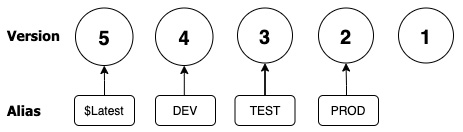 Version 5 4 3 2 1
Alias $Latest DEV TEST PROD